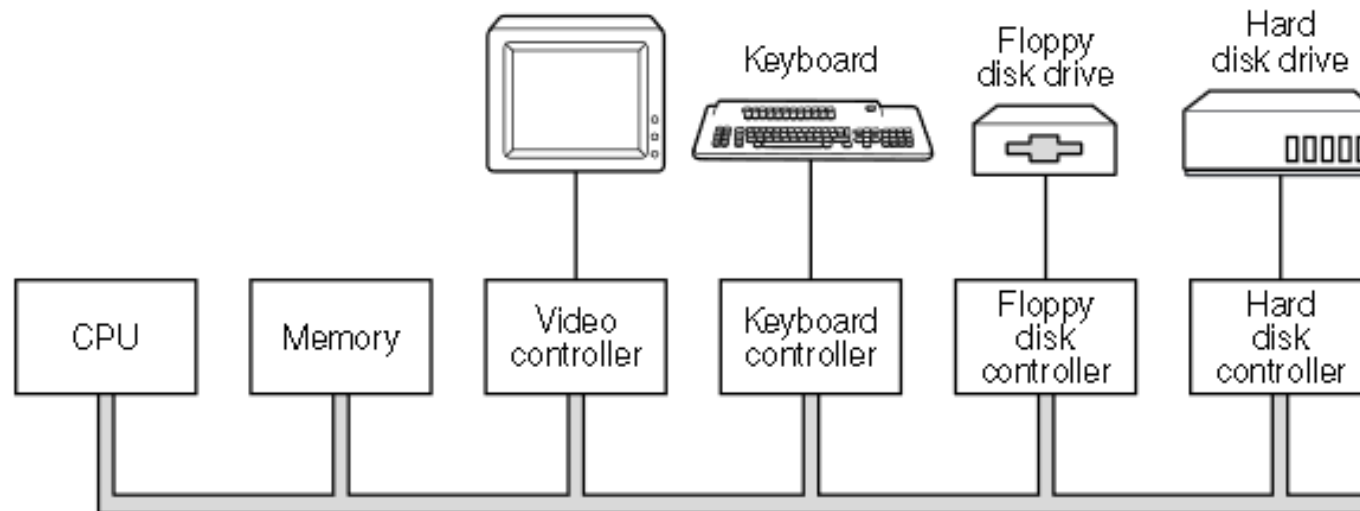 Keyboard
Floppy
disk drive
Hard
disk drive
CPU
Memory
Video
controller
Keyboard
controller
Floppy
disk
controller
Hard
disk
controller